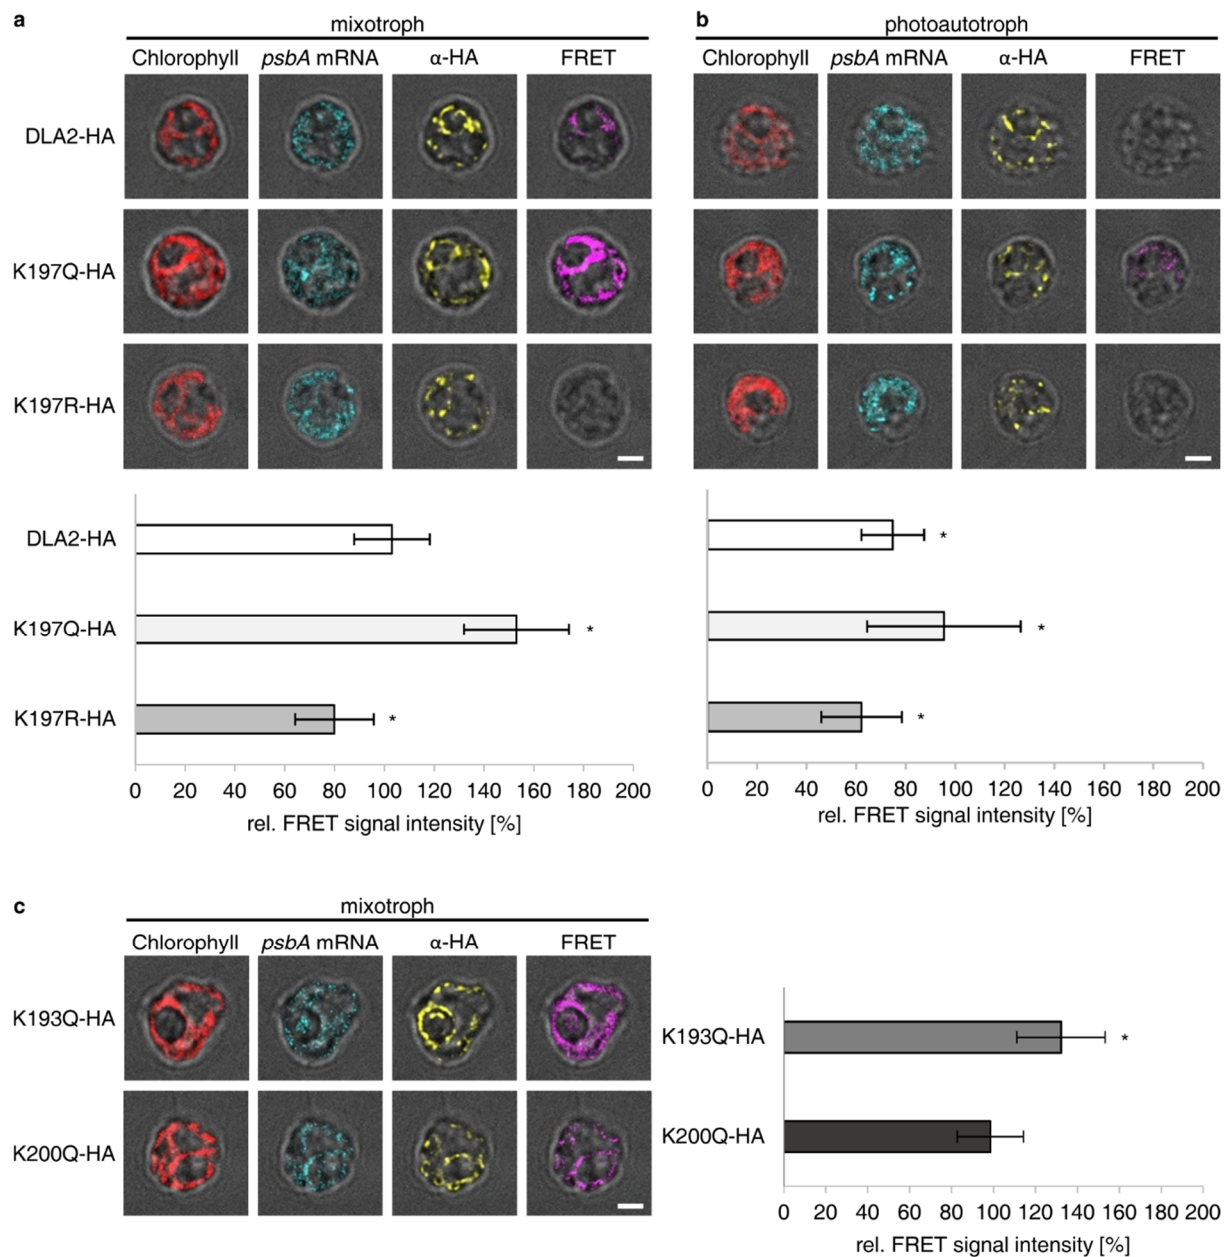 a
mixotroph
Chlorophyll psbA mRNA α-HA FRET
DLA2-HA
K197Q-HA
K197R-HA
DLA2-HA
*
K197Q-HA
*
K197R-HA
0 20 40 60 80 100 120 140 160 180 200
rel. FRET signal intensity [%]
b
photoautotroph
Chlorophyll psbA mRNA α-HA FRET
*
*
*
0 20 40 60 80 100 120 140 160 180 200
rel. FRET signal intensity [%]
c
mixotroph
Chlorophyll psbA mRNA α-HA FRET
K193Q-HA
K200Q-HA
K193Q-HA
*
K200Q-HA
0 20 40 60 80 100 120 140 160 180 200
rel. FRET signal intensity [%]